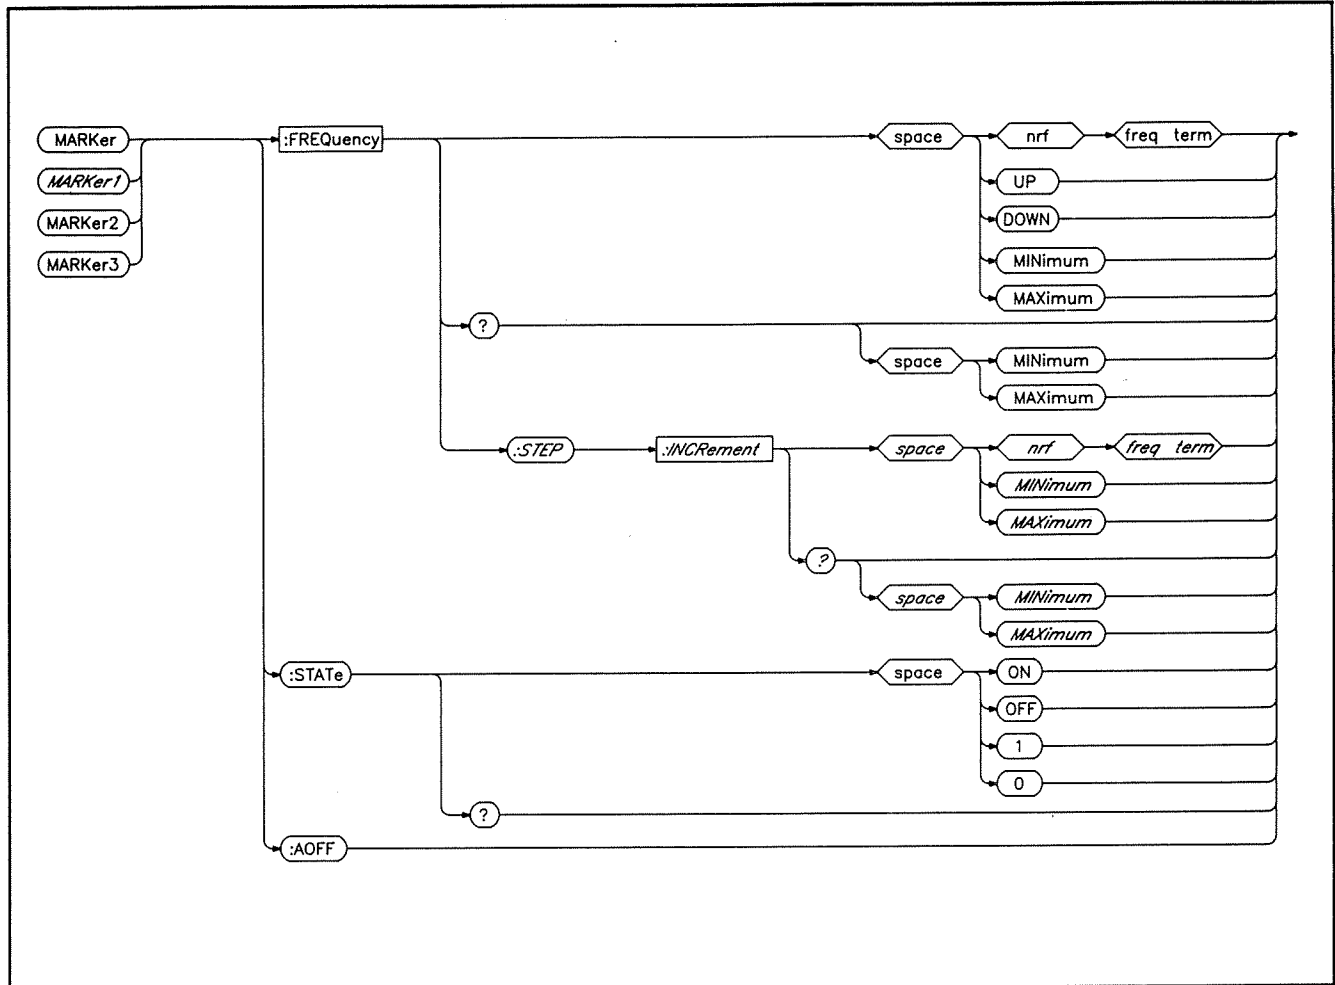 MARKer :FREQuency space nrf freq term
MARKer1 UP
MARKer2 DOWN
MARKer3 MINimum
MAXimum
?
space MINimum
MAXimum
:STEP :INCRement space nrf freq term
MINimum
MAXimum
?
space MINimum
MAXimum
:STATe space ON
OFF
1
0
?
:AOFF